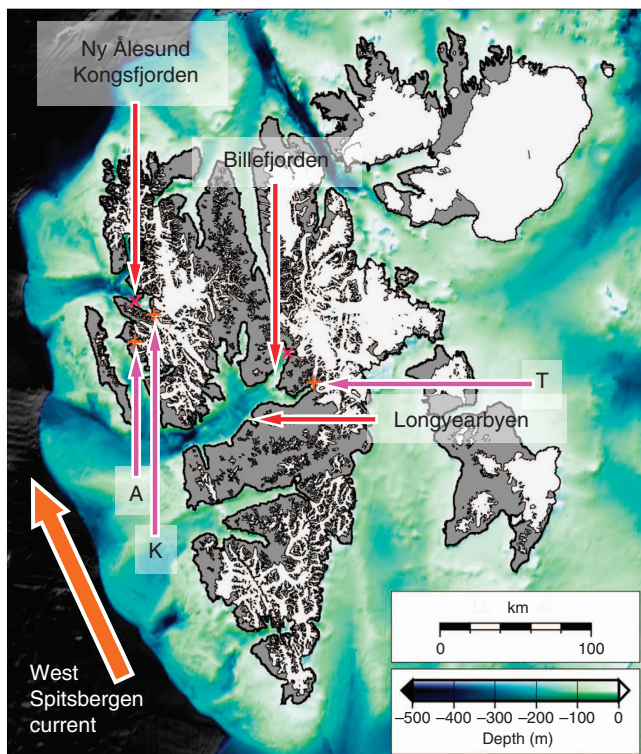 Ny Ålesund
Kongsfjorden
Billefjorden
T
Longyearbyen
A
K
West
Spitsbergen
current
km
0 100
–500 –400 –300 –200 –100 0
Depth (m)